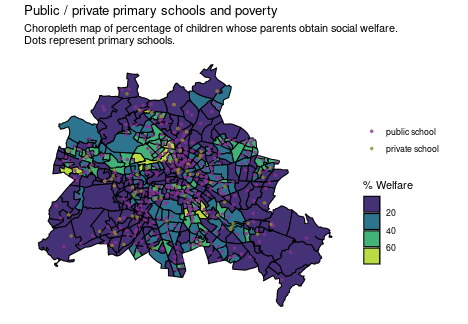 Public / private primary schools and poverty
Choropleth map of percentage of children whose parents obtain social welfare.
Dots represent primary schools.
public school
private school
% Welfare
20
40
60